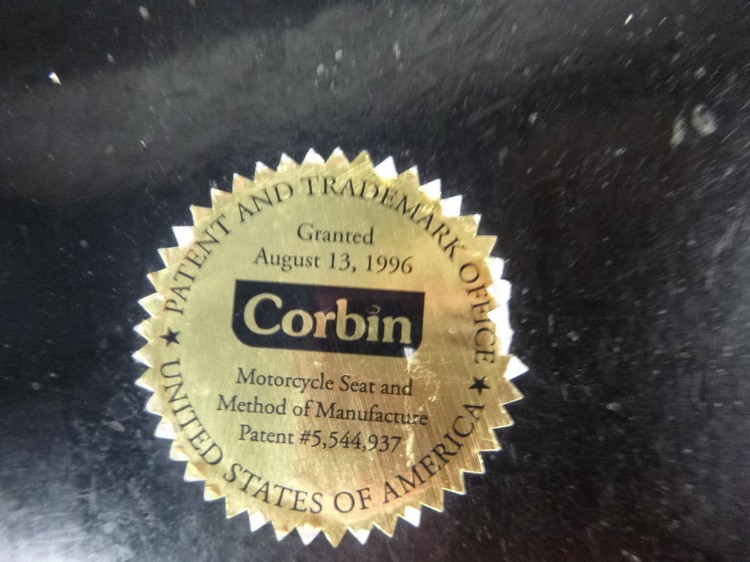 PATENT AND TRADEMARK OFFICE
Granted
August 13, 1996
Corbin
Motorcycle Seat and
Method of Manufacture
Patent #5,544,937
★ UNITED STATES OF AMERICA ★